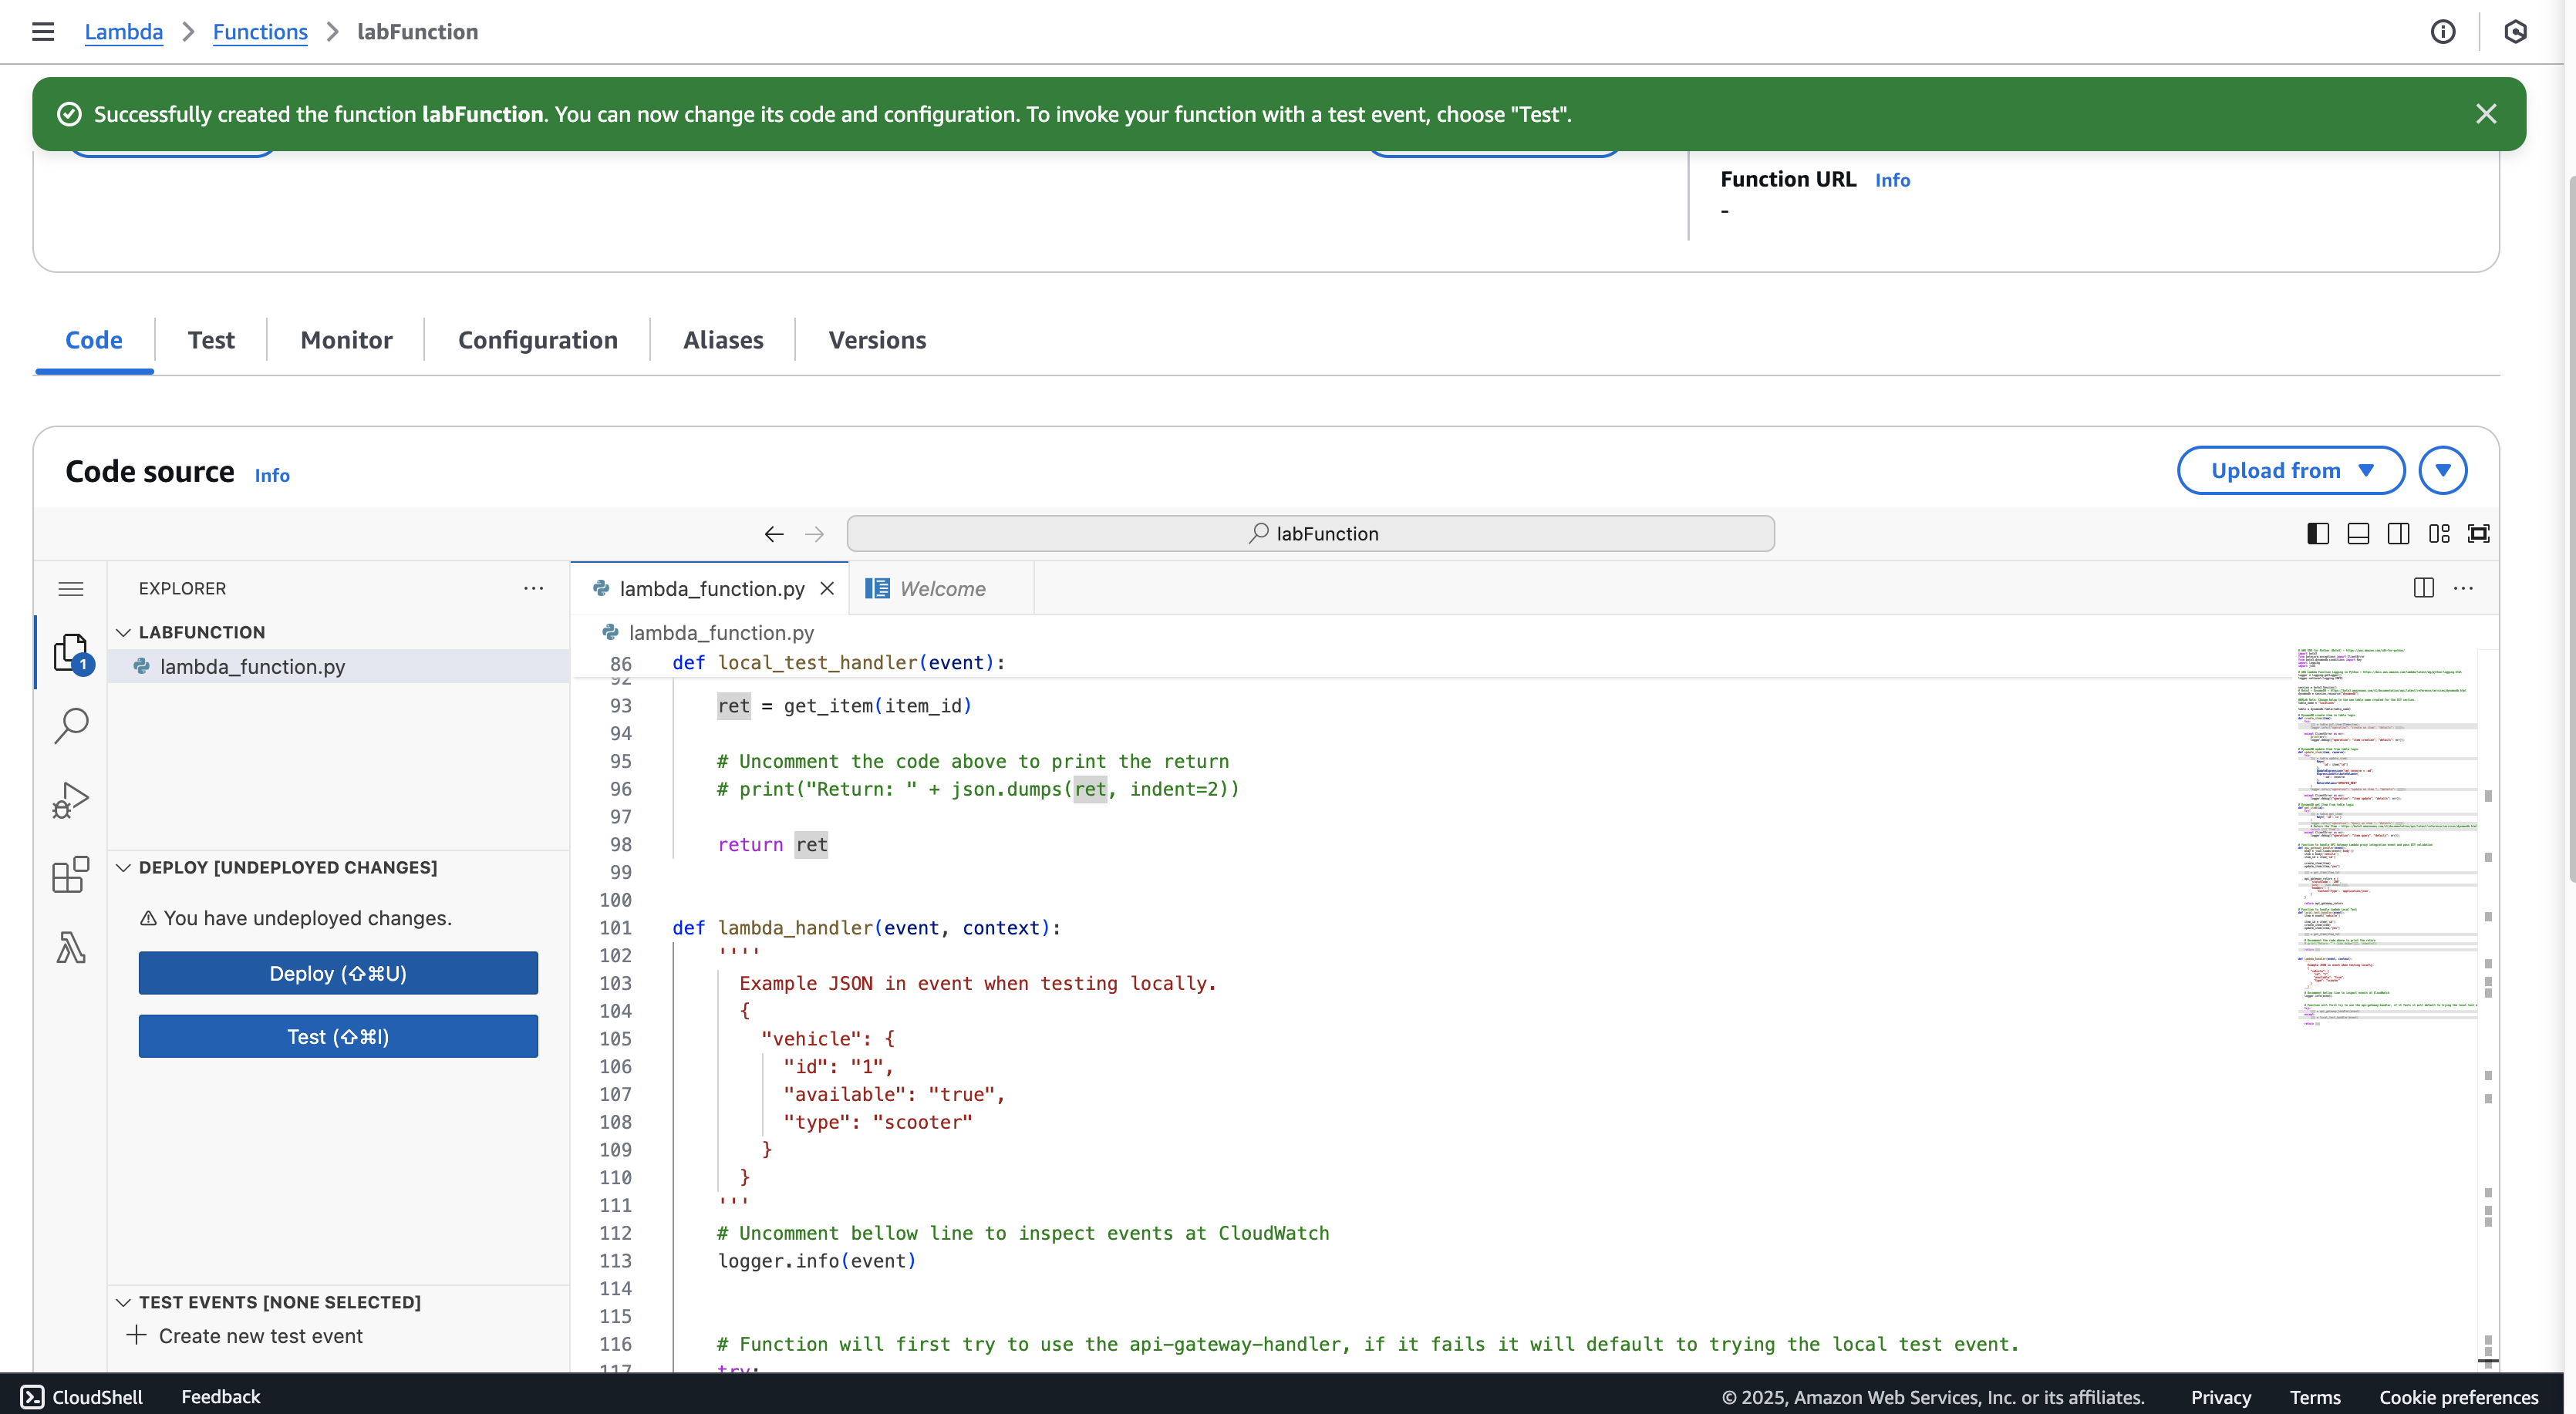 Lambda > Functions > labFunction
Successfully created the function labFunction. You can now change its code and configuration. To invoke your function with a test event, choose "Test".
Function URL Info
-
Code Test Monitor Configuration Aliases Versions
Code source Info
Upload from
labFunction
EXPLORER
LABFUNCTION
lambda_function.py
1
DEPLOY [UNDEPLOYED CHANGES]
You have undeployed changes.
Deploy (⇧⌘U)
Test (⇧⌘I)
TEST EVENTS [NONE SELECTED]
Create new test event
lambda_function.py Welcome
lambda_function.py
86 def local_test_handler(event):
92
93 ret = get_item(item_id)
94
95 # Uncomment the code above to print the return
96 # print("Return: " + json.dumps(ret, indent=2))
97
98 return ret
99
100
101 def lambda_handler(event, context):
102 ''''
103 Example JSON in event when testing locally.
104 {
105 "vehicle": {
106 "id": "1",
107 "available": "true",
108 "type": "scooter"
109 }
110 }
111 '''
112 # Uncomment bellow line to inspect events at CloudWatch
113 logger.info(event)
114
115
116 # Function will first try to use the api-gateway-handler, if it fails it will default to trying the local test event.
117 try:
CloudShell Feedback
© 2025, Amazon Web Services, Inc. or its affiliates. Privacy Terms Cookie preferences